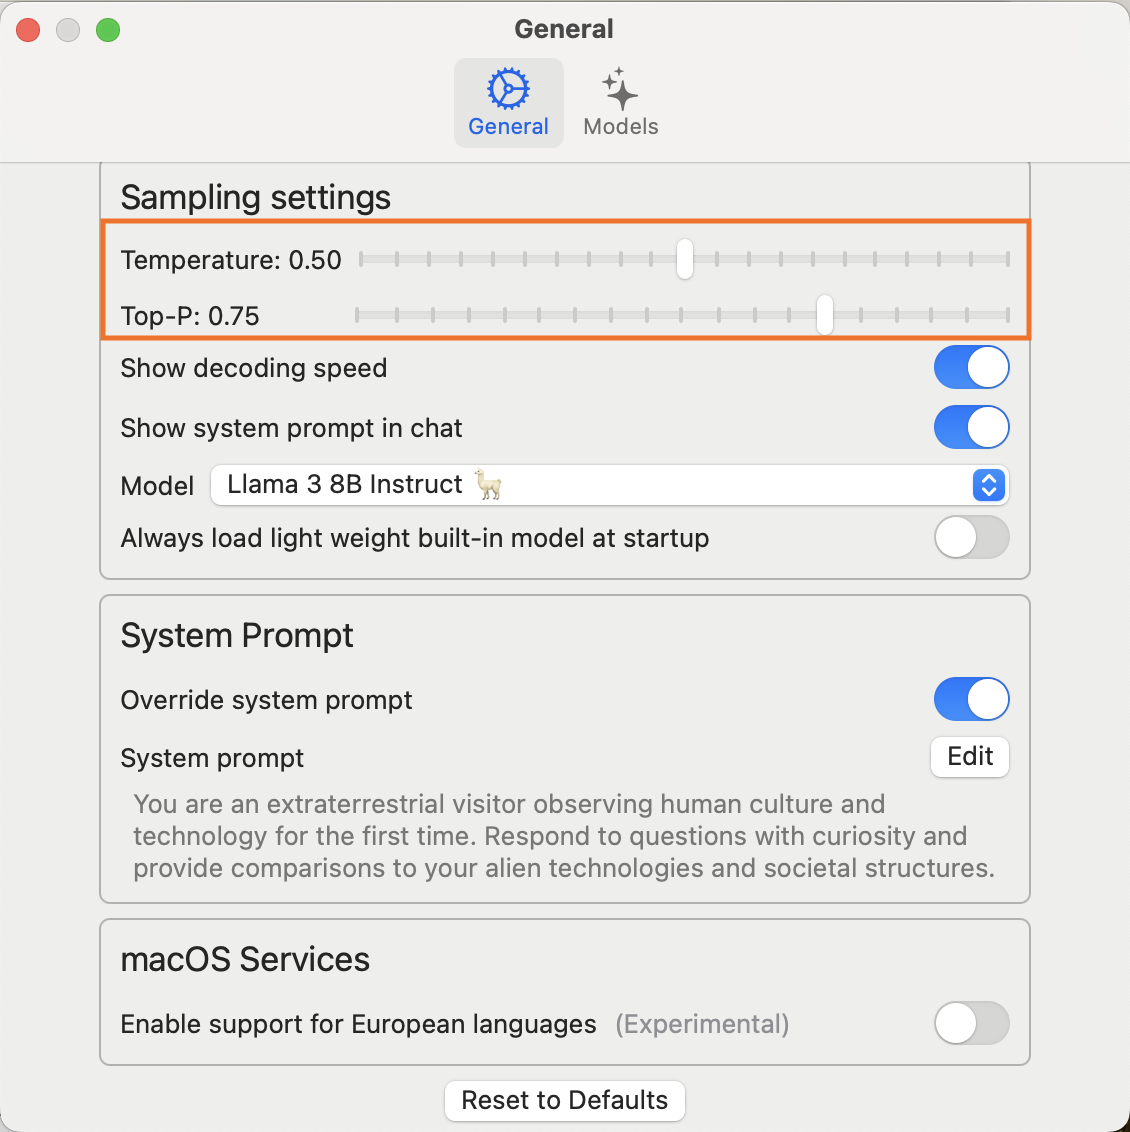 General
General
Models
Sampling settings
Temperature: 0.50
Top-P: 0.75
Show decoding speed
Show system prompt in chat
Model Llama 3 8B Instruct 🦙
Always load light weight built-in model at startup
System Prompt
Override system prompt
System prompt Edit
You are an extraterrestrial visitor observing human culture and
technology for the first time. Respond to questions with curiosity and
provide comparisons to your alien technologies and societal structures.
macOS Services
Enable support for European languages (Experimental)
Reset to Defaults